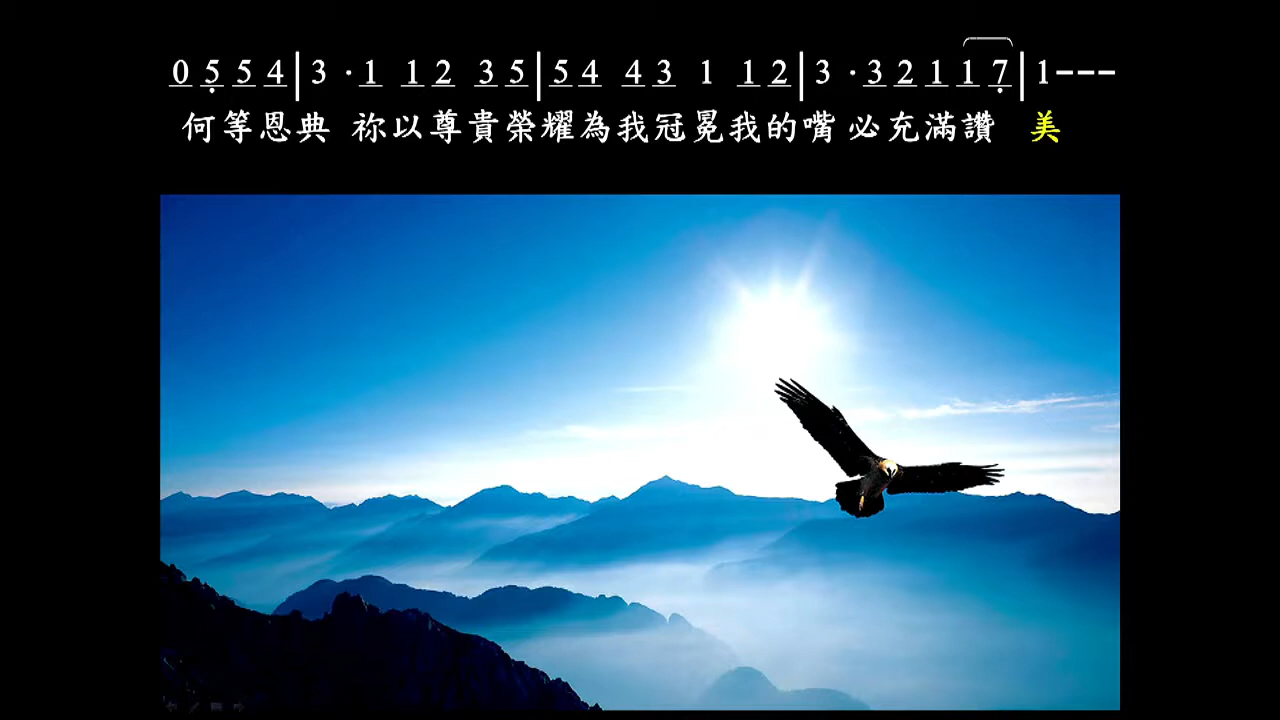 0 5 5 4 | 3 · 1 1 2 3 5 | 5 4 4 3 1 1 2 | 3 · 3 2 1 1 7 | 1 − − −
何等恩典 祢以尊貴榮耀為我冠冕我的嘴必充滿讚 美